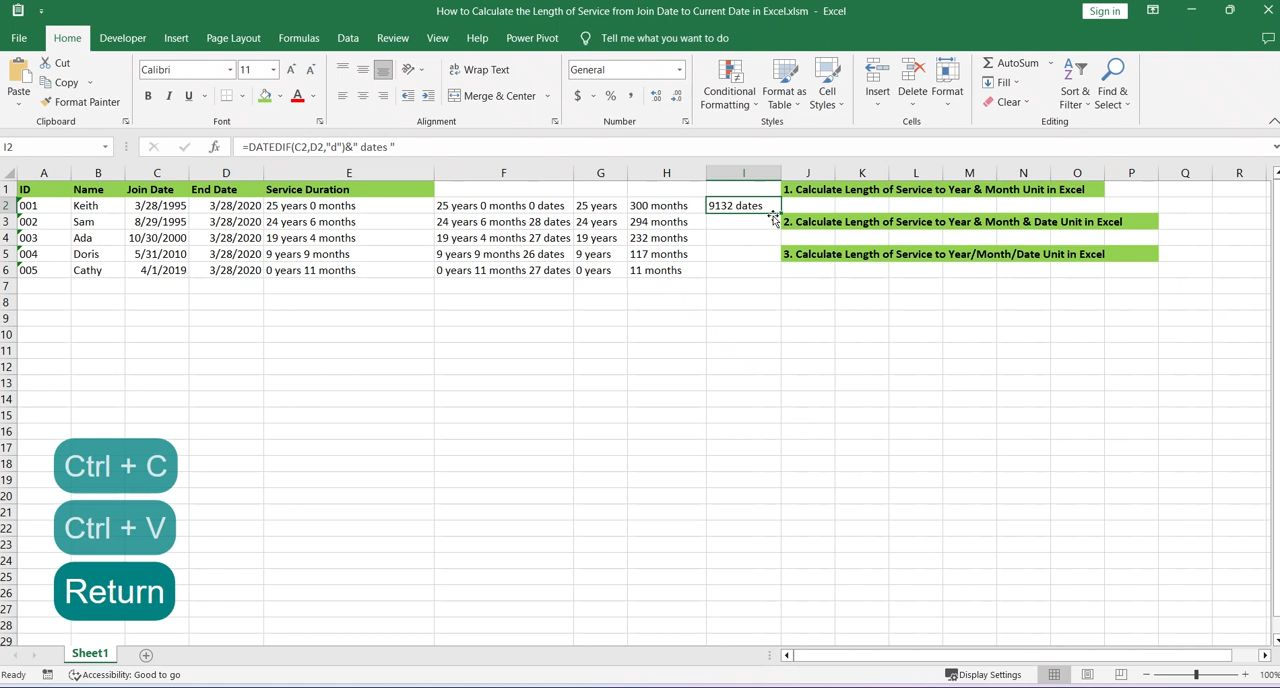 How to Calculate the Length of Service from Join Date to Current Date in Excel.xlsm - Excel
Sign in
File Home Developer Insert Page Layout Formulas Data Review View Help Power Pivot Tell me what you want to do
Paste
Cut
Copy
Format Painter
Clipboard
Calibri 11
B I U
Font
Wrap Text
Merge & Center
Alignment
General
$ % ,
Number
Conditional Formatting
Format as Table
Cell Styles
Styles
Insert
Delete
Format
Cells
AutoSum
Fill
Clear
Sort & Filter
Find & Select
Editing
I2
fx
=DATEDIF(C2,D2,"d")&" dates "
A B C D E F G H I J K L M N O P Q R
1 ID Name Join Date End Date Service Duration 1. Calculate Length of Service to Year & Month Unit in Excel
2 001 Keith 3/28/1995 3/28/2020 25 years 0 months 25 years 0 months 0 dates 25 years 300 months 9132 dates
3 002 Sam 8/29/1995 3/28/2020 24 years 6 months 24 years 6 months 28 dates 24 years 294 months 2. Calculate Length of Service to Year & Month & Date Unit in Excel
4 003 Ada 10/30/2000 3/28/2020 19 years 4 months 19 years 4 months 27 dates 19 years 232 months
5 004 Doris 5/31/2010 3/28/2020 9 years 9 months 9 years 9 months 26 dates 9 years 117 months 3. Calculate Length of Service to Year/Month/Date Unit in Excel
6 005 Cathy 4/1/2019 3/28/2020 0 years 11 months 0 years 11 months 27 dates 0 years 11 months
7
8
9
10
11
12
13
14
15
16
17
18
19
20
21
22
23
24
25
26
27
28
29
Ctrl + C
Ctrl + V
Return
Sheet1
Ready
Accessibility: Good to go
Display Settings
100%